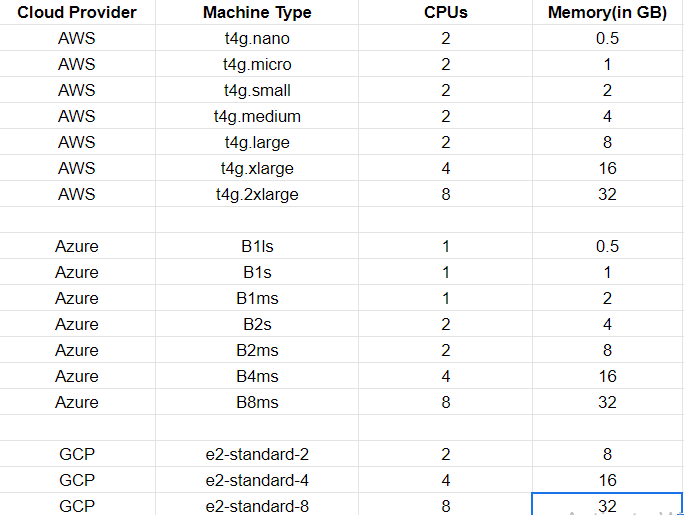 Cloud Provider Machine Type CPUs Memory(in GB)
AWS t4g.nano 2 0.5
AWS t4g.micro 2 1
AWS t4g.small 2 2
AWS t4g.medium 2 4
AWS t4g.large 2 8
AWS t4g.xlarge 4 16
AWS t4g.2xlarge 8 32
Azure B1ls 1 0.5
Azure B1s 1 1
Azure B1ms 1 2
Azure B2s 2 4
Azure B2ms 2 8
Azure B4ms 4 16
Azure B8ms 8 32
GCP e2-standard-2 2 8
GCP e2-standard-4 4 16
GCP e2-standard-8 8 32